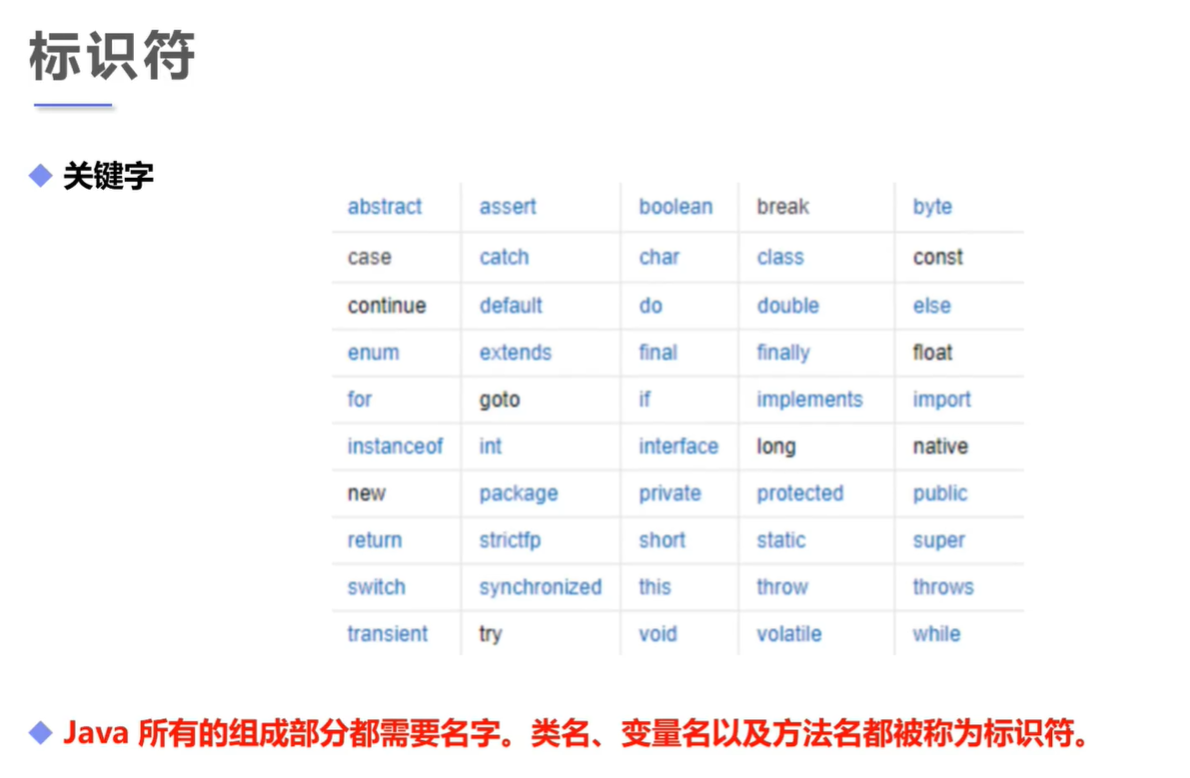 标识符
关键字
abstract assert boolean break byte
case catch char class const
continue default do double else
enum extends final finally float
for goto if implements import
instanceof int interface long native
new package private protected public
return strictfp short static super
switch synchronized this throw throws
transient try void volatile while
Java 所有的组成部分都需要名字。类名、变量名以及方法名都被称为标识符。